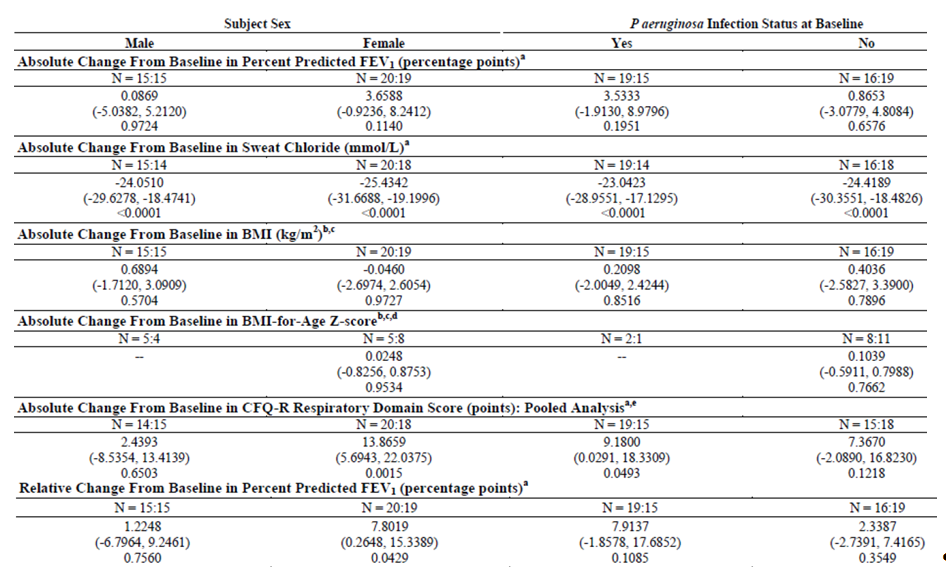 Subject Sex P aeruginosa Infection Status at Baseline
Male Female Yes No
Absolute Change From Baseline in Percent Predicted FEV1 (percentage points)a
N = 15:15 N = 20:19 N = 19:15 N = 16:19
0.0869 3.6588 3.5333 0.8653
(-5.0382, 5.2120) (-0.9236, 8.2412) (-1.9130, 8.9796) (-3.0779, 4.8084)
0.9724 0.1140 0.1951 0.6576
Absolute Change From Baseline in Sweat Chloride (mmol/L)a
N = 15:14 N = 20:18 N = 19:14 N = 16:18
-24.0510 -25.4342 -23.0423 -24.4189
(-29.6278, -18.4741) (-31.6688, -19.1996) (-28.9551, -17.1295) (-30.3551, -18.4826)
<0.0001 <0.0001 <0.0001 <0.0001
Absolute Change From Baseline in BMI (kg/m2)b,c
N = 15:15 N = 20:19 N = 19:15 N = 16:19
0.6894 -0.0460 0.2098 0.4036
(-1.7120, 3.0909) (-2.6974, 2.6054) (-2.0049, 2.4244) (-2.5827, 3.3900)
0.5704 0.9727 0.8516 0.7896
Absolute Change From Baseline in BMI-for-Age Z-scoreb,c,d
N = 5:4 N = 5:8 N = 2:1 N = 8:11
-- 0.0248 -- 0.1039
(-0.8256, 0.8753) (-0.5911, 0.7988)
0.9534 0.7662
Absolute Change From Baseline in CFQ-R Respiratory Domain Score (points): Pooled Analysisa,e
N = 14:15 N = 20:18 N = 19:15 N = 15:18
2.4393 13.8659 9.1800 7.3670
(-8.5354, 13.4139) (5.6943, 22.0375) (0.0291, 18.3309) (-2.0890, 16.8230)
0.6503 0.0015 0.0493 0.1218
Relative Change From Baseline in Percent Predicted FEV1 (percentage points)a
N = 15:15 N = 20:19 N = 19:15 N = 16:19
1.2248 7.8019 7.9137 2.3387
(-6.7964, 9.2461) (0.2648, 15.3389) (-1.8578, 17.6852) (-2.7391, 7.4165)
0.7560 0.0429 0.1085 0.3549